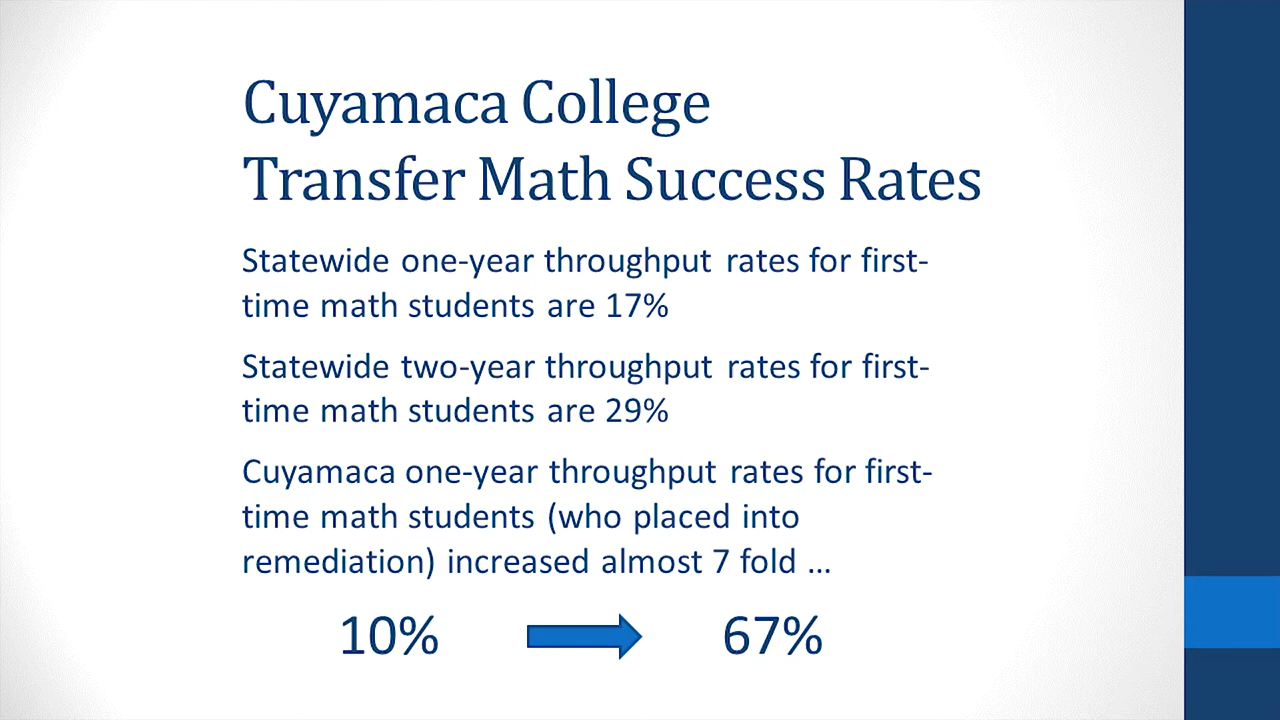 Cuyamaca College
Transfer Math Success Rates
Statewide one-year throughput rates for first-
time math students are 17%
Statewide two-year throughput rates for first-
time math students are 29%
Cuyamaca one-year throughput rates for first-
time math students (who placed into
remediation) increased almost 7 fold …
10% 67%